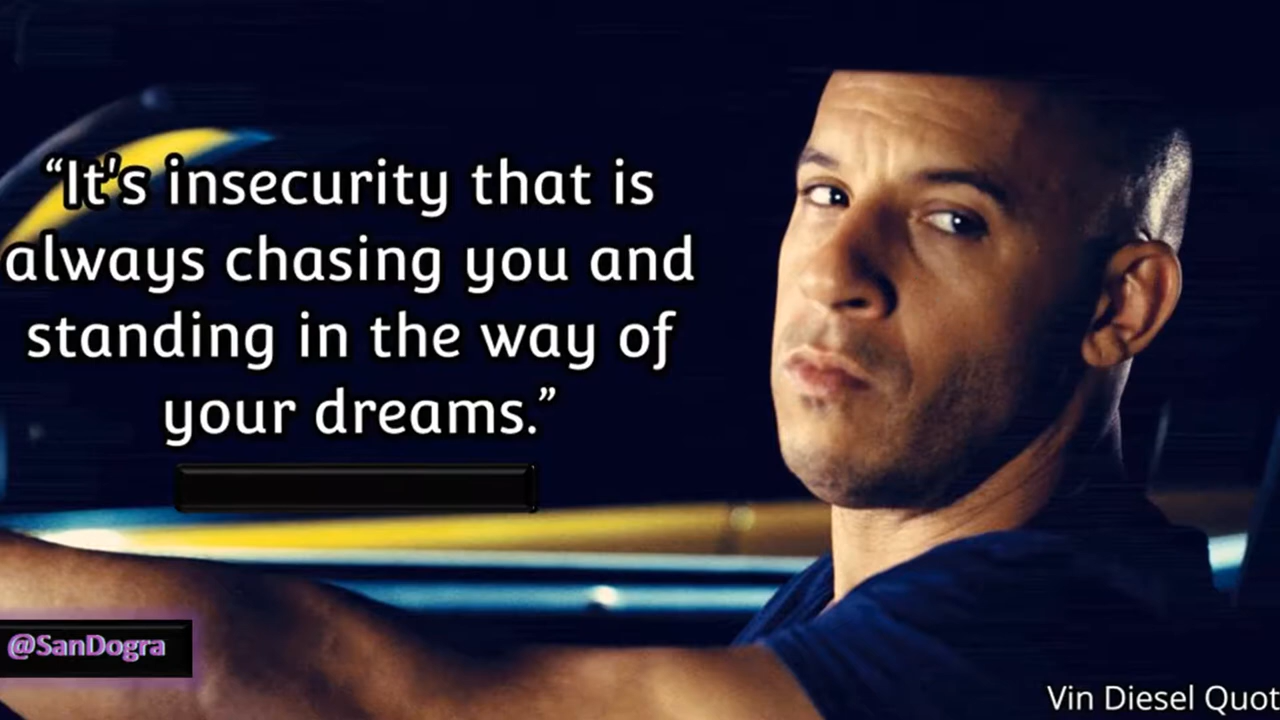 “It's insecurity that is
always chasing you and
standing in the way of
your dreams.”
@SanDogra
Vin Diesel Quot